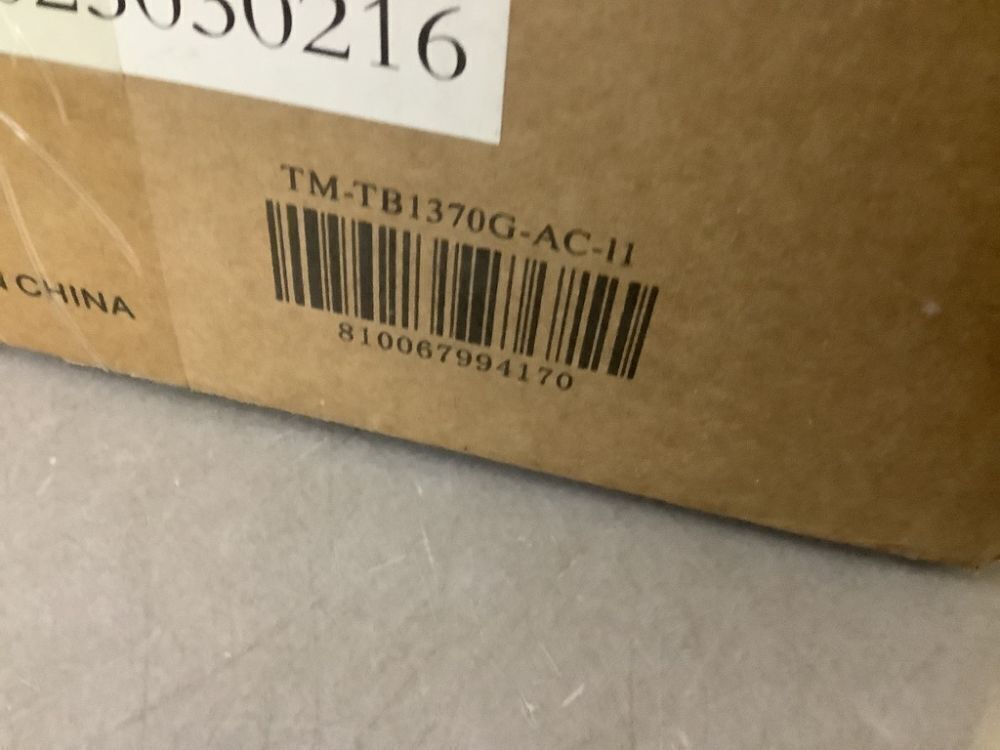 23030216
TM-TB1370G-AC-II
CHINA
810067994170